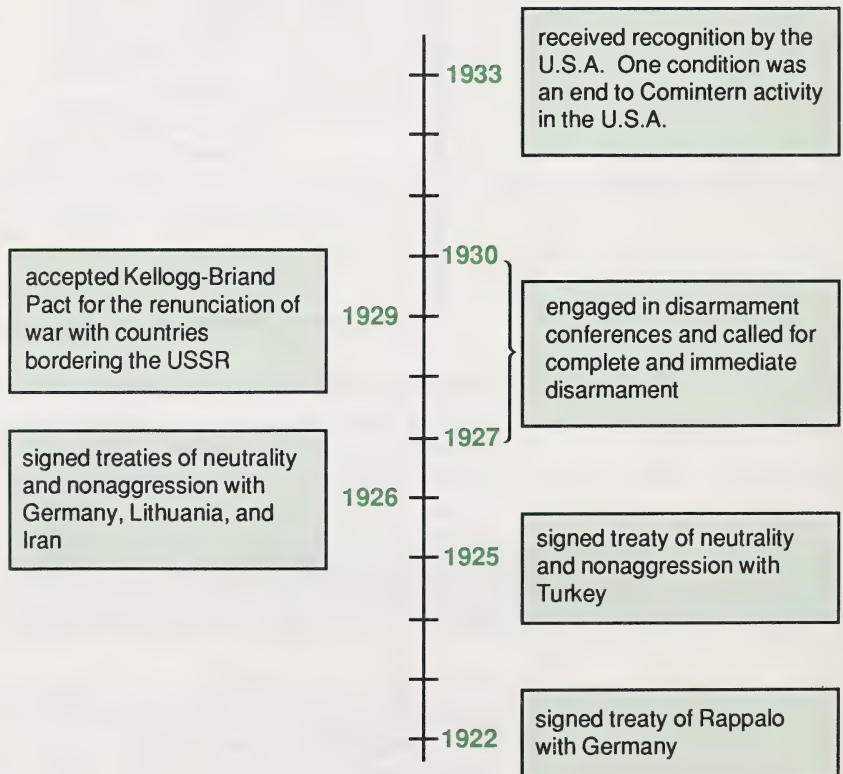 1933
received recognition by the
U.S.A. One condition was
an end to Comintern activity
in the U.S.A.
1930
accepted Kellogg-Briand
Pact for the renunciation of
war with countries
bordering the USSR
1929
engaged in disarmament
conferences and called for
complete and immediate
disarmament
1927
signed treaties of neutrality
and nonaggression with
Germany, Lithuania, and
Iran
1926
1925
signed treaty of neutrality
and nonaggression with
Turkey
1922
signed treaty of Rappalo
with Germany